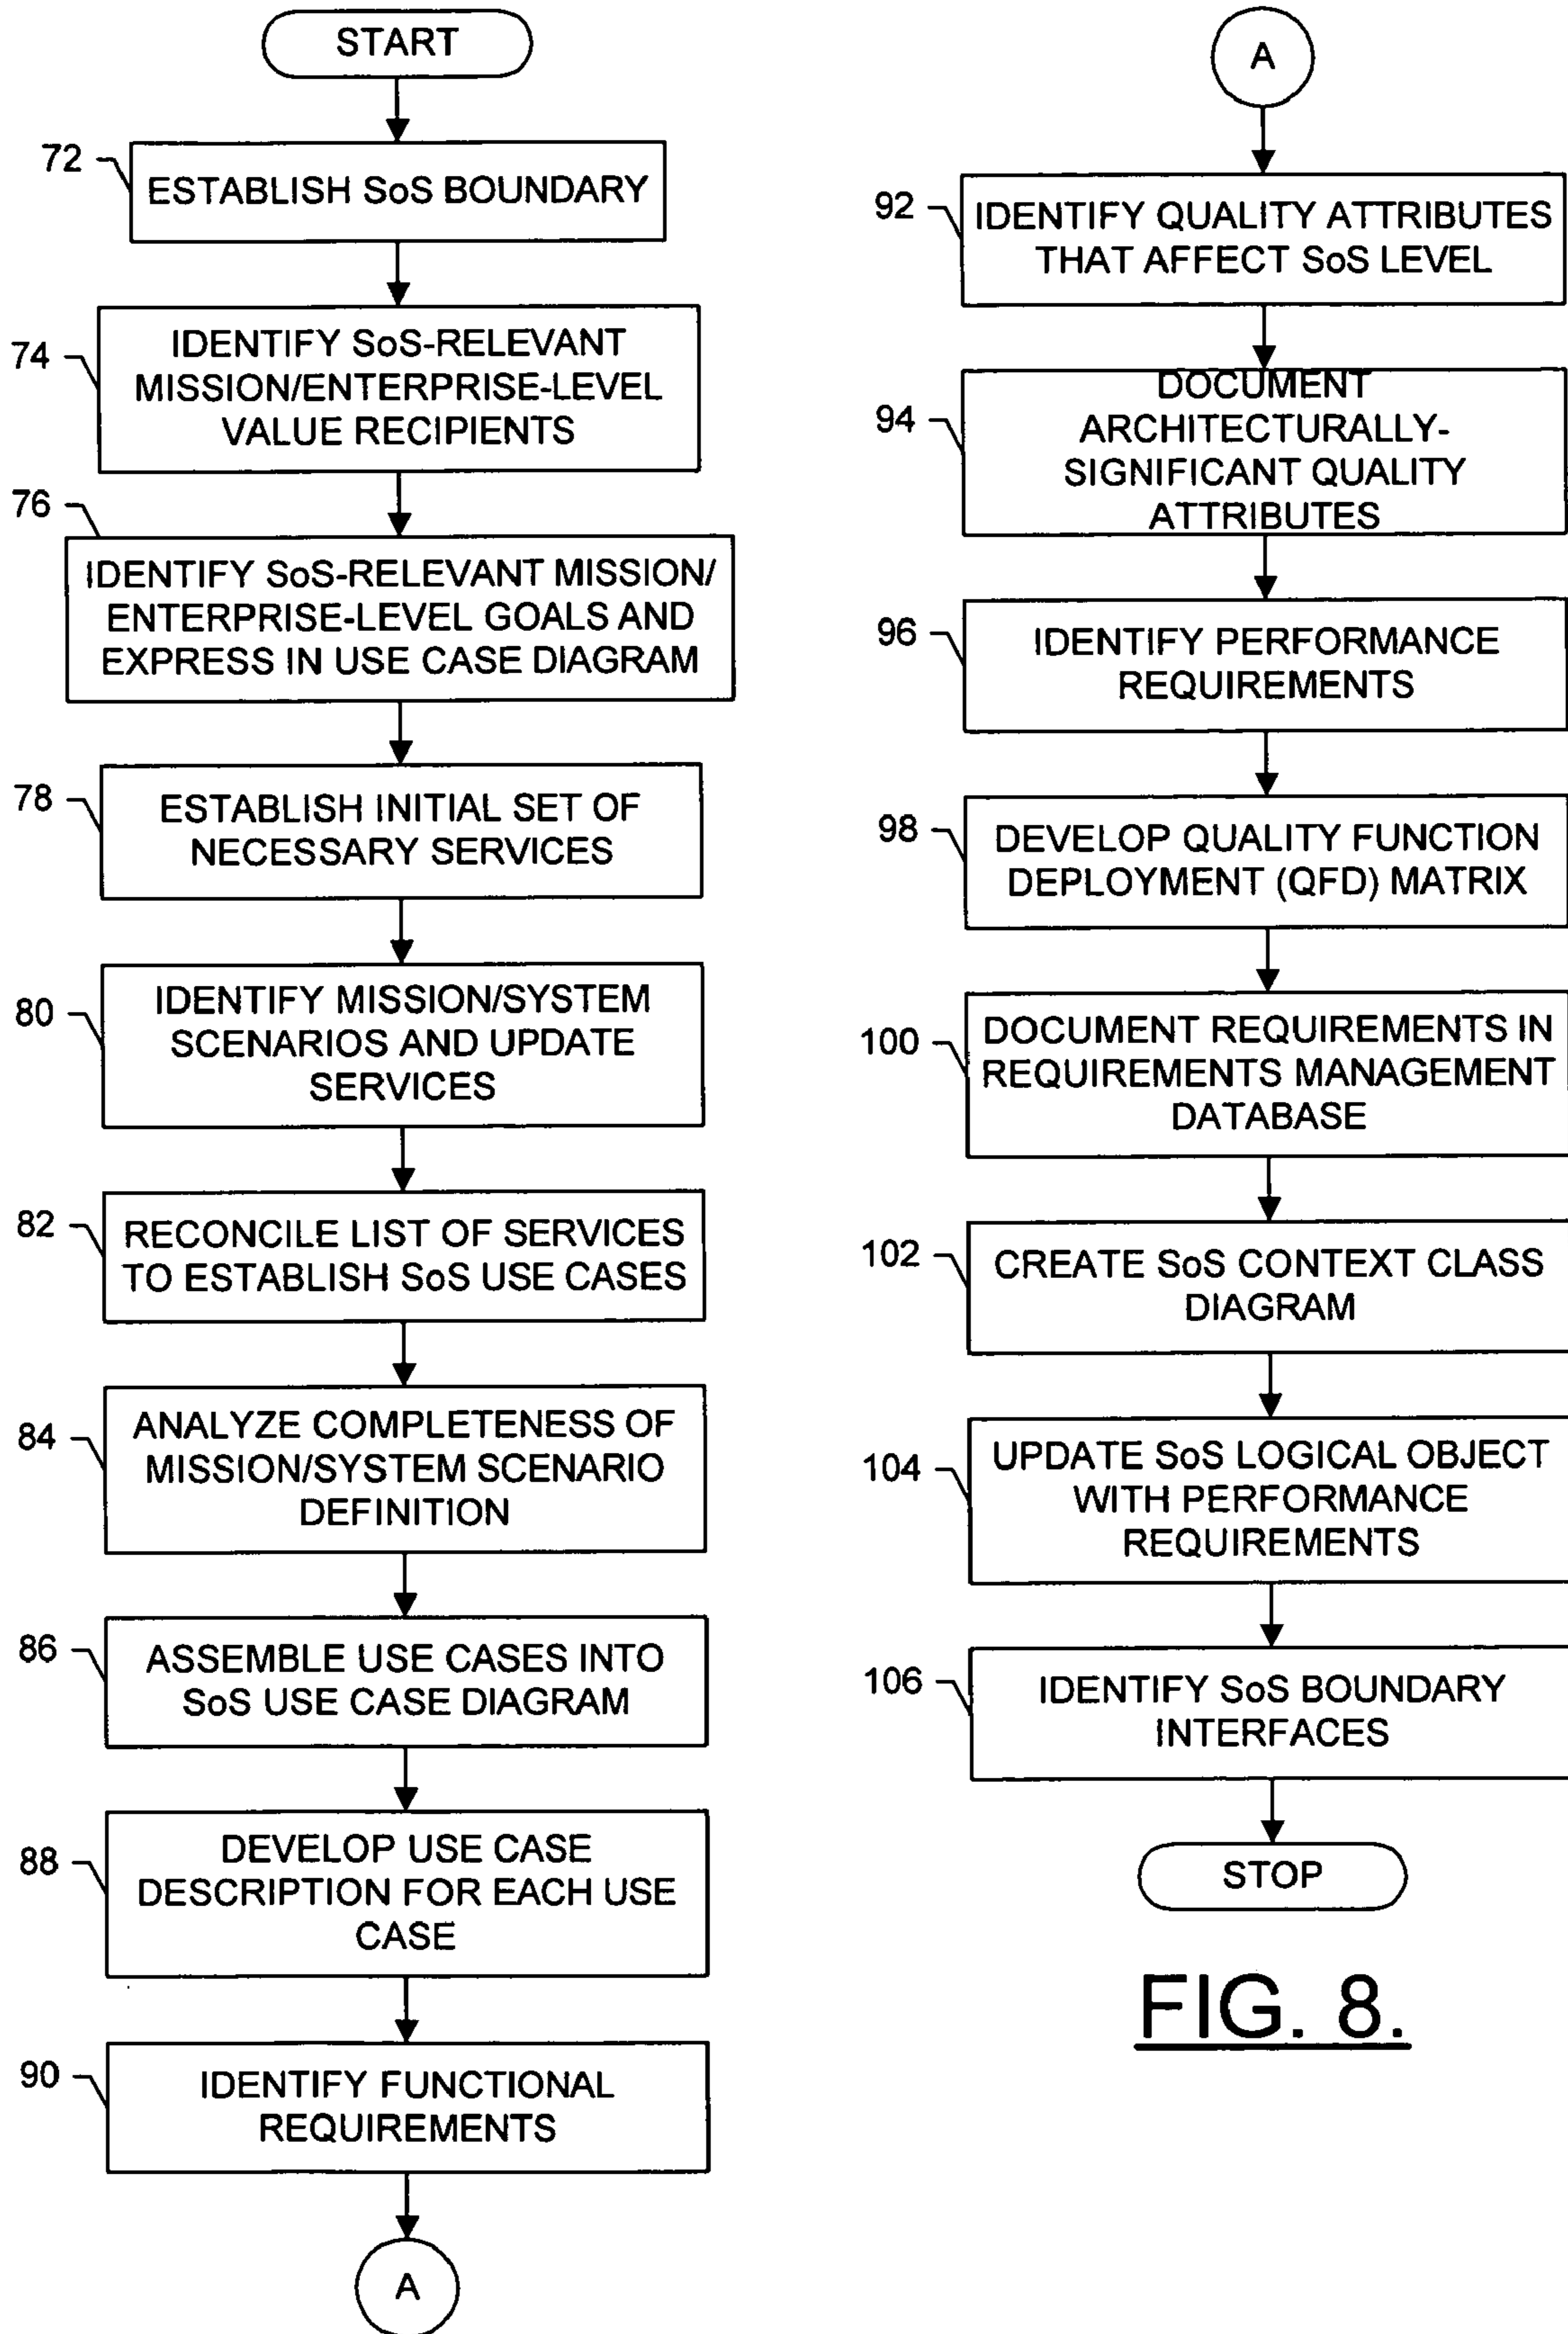 START
72
ESTABLISH SoS BOUNDARY
74
IDENTIFY SoS-RELEVANT
MISSION/ENTERPRISE-LEVEL
VALUE RECIPIENTS
76
IDENTIFY SoS-RELEVANT MISSION/
ENTERPRISE-LEVEL GOALS AND
EXPRESS IN USE CASE DIAGRAM
78
ESTABLISH INITIAL SET OF
NECESSARY SERVICES
80
IDENTIFY MISSION/SYSTEM
SCENARIOS AND UPDATE
SERVICES
82
RECONCILE LIST OF SERVICES
TO ESTABLISH SoS USE CASES
84
ANALYZE COMPLETENESS OF
MISSION/SYSTEM SCENARIO
DEFINITION
86
ASSEMBLE USE CASES INTO
SoS USE CASE DIAGRAM
88
DEVELOP USE CASE
DESCRIPTION FOR EACH USE
CASE
90
IDENTIFY FUNCTIONAL
REQUIREMENTS
A
A
92
IDENTIFY QUALITY ATTRIBUTES
THAT AFFECT SoS LEVEL
94
DOCUMENT
ARCHITECTURALLY-
SIGNIFICANT QUALITY
ATTRIBUTES
96
IDENTIFY PERFORMANCE
REQUIREMENTS
98
DEVELOP QUALITY FUNCTION
DEPLOYMENT (QFD) MATRIX
100
DOCUMENT REQUIREMENTS IN
REQUIREMENTS MANAGEMENT
DATABASE
102
CREATE SoS CONTEXT CLASS
DIAGRAM
104
UPDATE SoS LOGICAL OBJECT
WITH PERFORMANCE
REQUIREMENTS
106
IDENTIFY SoS BOUNDARY
INTERFACES
STOP
FIG. 8.